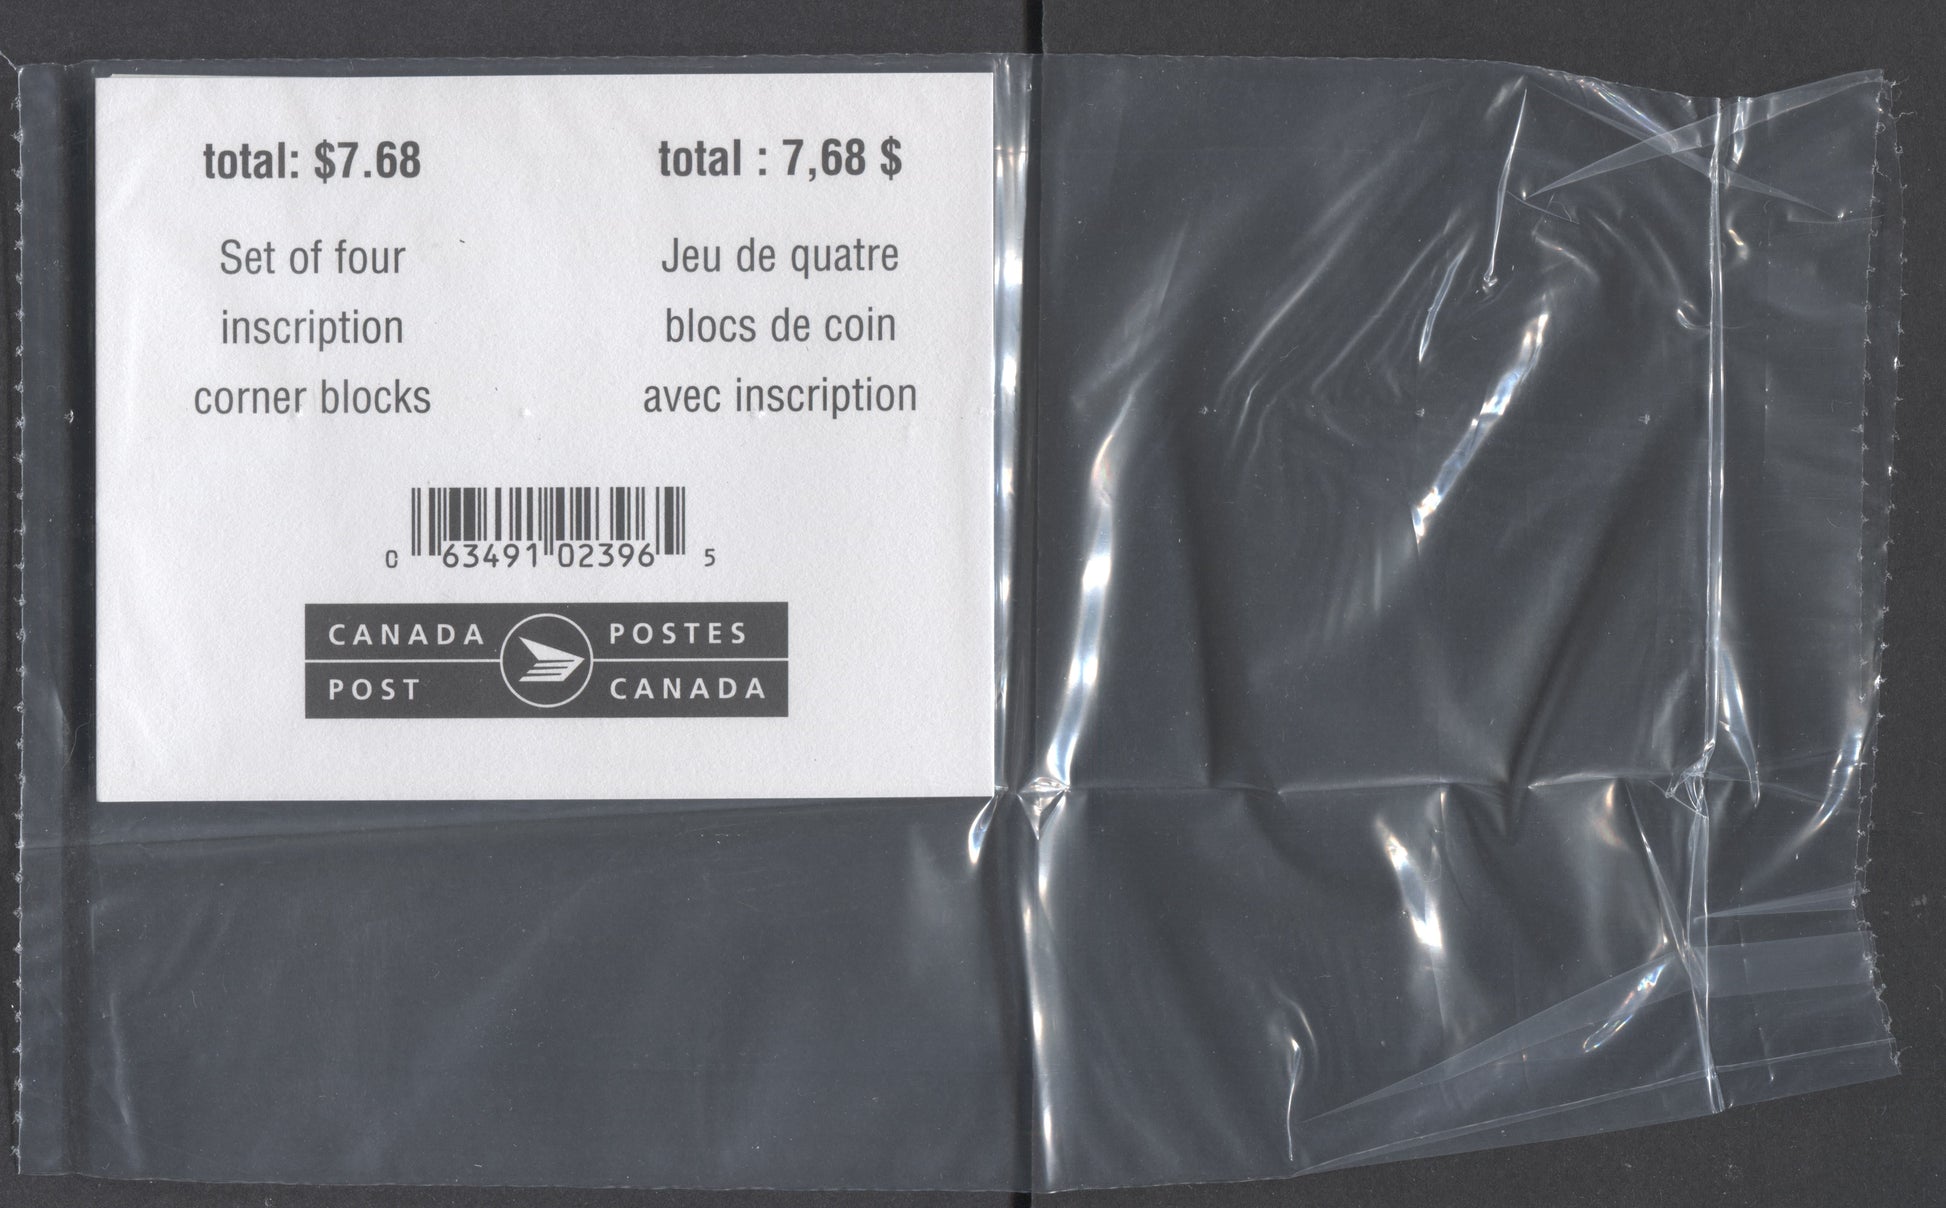 total: $7.68
Set of four
inscription
corner blocks
total : 7,68 $
Jeu de quatre
blocs de coin
avec inscription
0 63491 02396 5
CANADA
POST
POSTES
CANADA